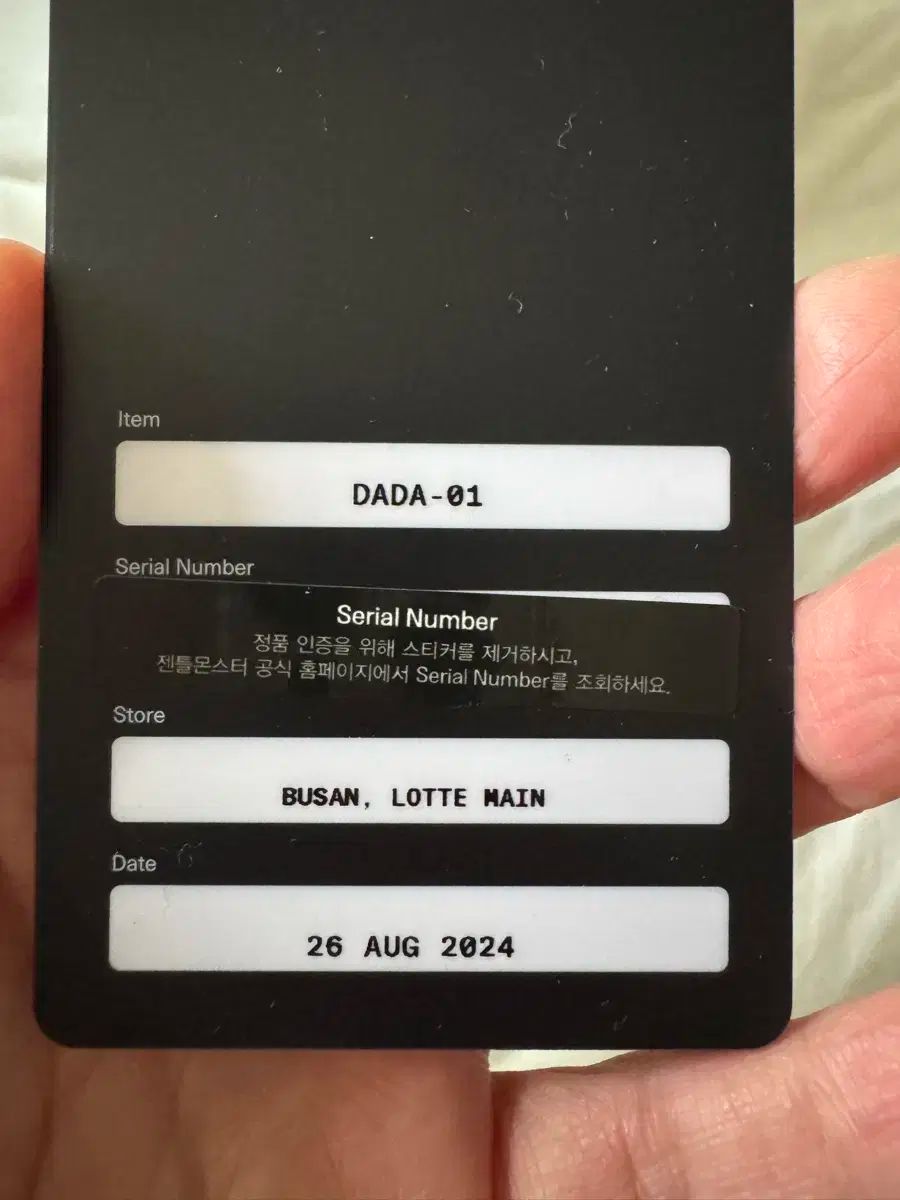 Item
DADA-01
Serial Number
Serial Number
정품 인증을 위해 스티커를 제거하시고,
젠틀몬스터 공식 홈페이지에서 Serial Number를 조회하세요.
Store
BUSAN, LOTTE MAIN
Date
26 AUG 2024